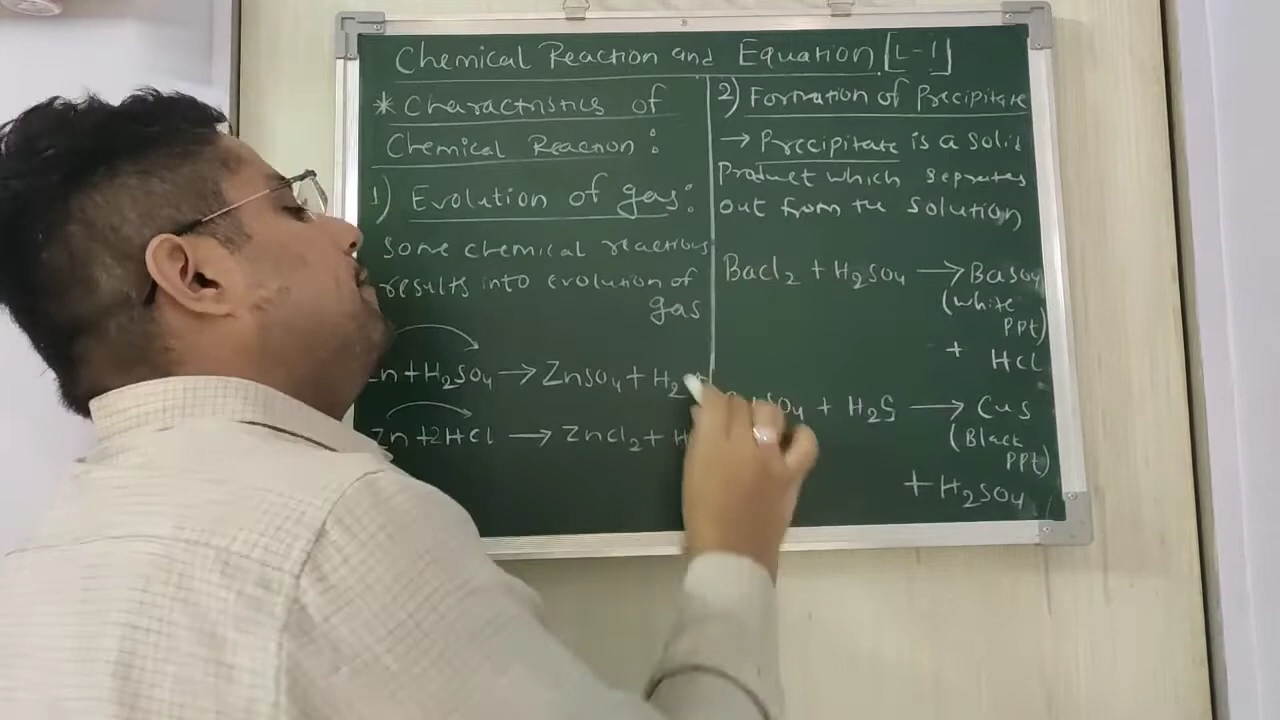 Chemical Reaction and Equation [L-1]
* Charactristics of
Chemical Reaction :
1) Evolution of gas :
Some chemical reactions
results into evolution of
gas
Zn + H₂SO₄ → ZnSO₄ + H₂
Zn + 2HCl → ZnCl₂ + H
2) Formation of Precipitate
→ Precipitate is a solid
Product which seprates
out from the solution
BaCl₂ + H₂SO₄ → BaSO₄
(White
PPt)
+ HCl
SO₄ + H₂S → CuS
(Black
PPt)
+ H₂SO₄